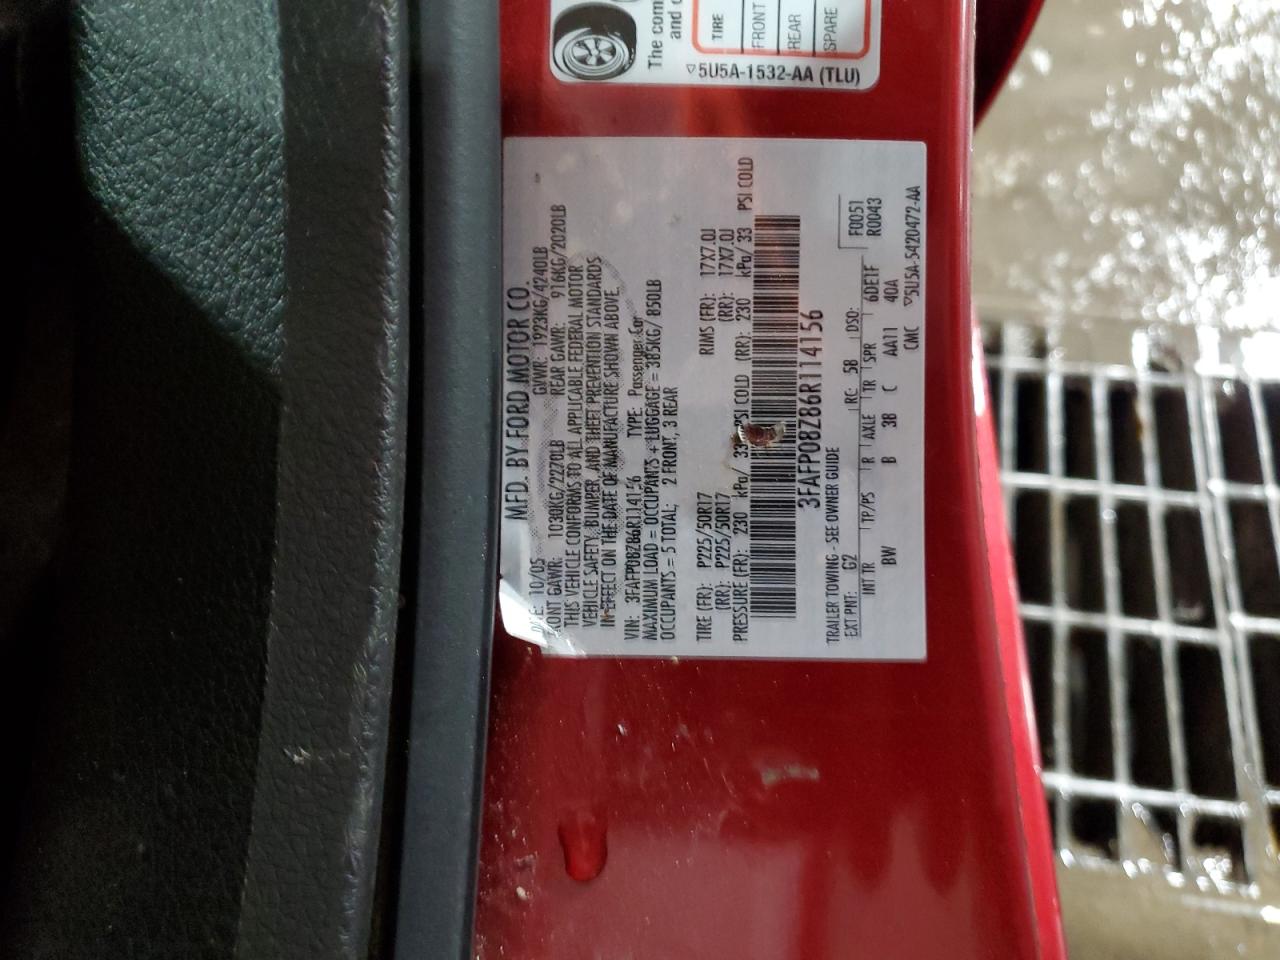 The com
and c
TIRE
FRONT
REAR
SPARE
5U5A-1532-AA (TLU)
MFD. BY FORD MOTOR CO.
10/05 GVWR: 1923KG/4240LB
FRONT GAWR: 1030KG/2270LB REAR GAWR: 916KG/2020LB
THIS VEHICLE CONFORMS TO ALL APPLICABLE FEDERAL MOTOR
VEHICLE SAFETY, BUMPER, AND THEFT PREVENTION STANDARDS
IN EFFECT ON THE DATE OF MANUFACTURE SHOWN ABOVE.
VIN: 3FAFP08Z86R114156 TYPE: Passenger Car
MAXIMUM LOAD = OCCUPANTS + LUGGAGE = 385KG/ 850LB
OCCUPANTS = 5 TOTAL; 2 FRONT, 3 REAR
TIRE (FR): P225/50R17 RIMS (FR): 17X7.0J
(RR): P225/50R17 (RR): 17X7.0J
PRESSURE (FR): 230 kPa/ 33 PSI COLD (RR): 230 kPa/ 33 PSI COLD
3FAFP08Z86R114156
TRAILER TOWING - SEE OWNER GUIDE F0051
EXT PNT: G2 RC: 58 DSO: R0043
INT TR TP/PS R AXLE TR SPR 6DE1F
BW B 3B C AA11 40A
CMC 5U5A-5420472-AA